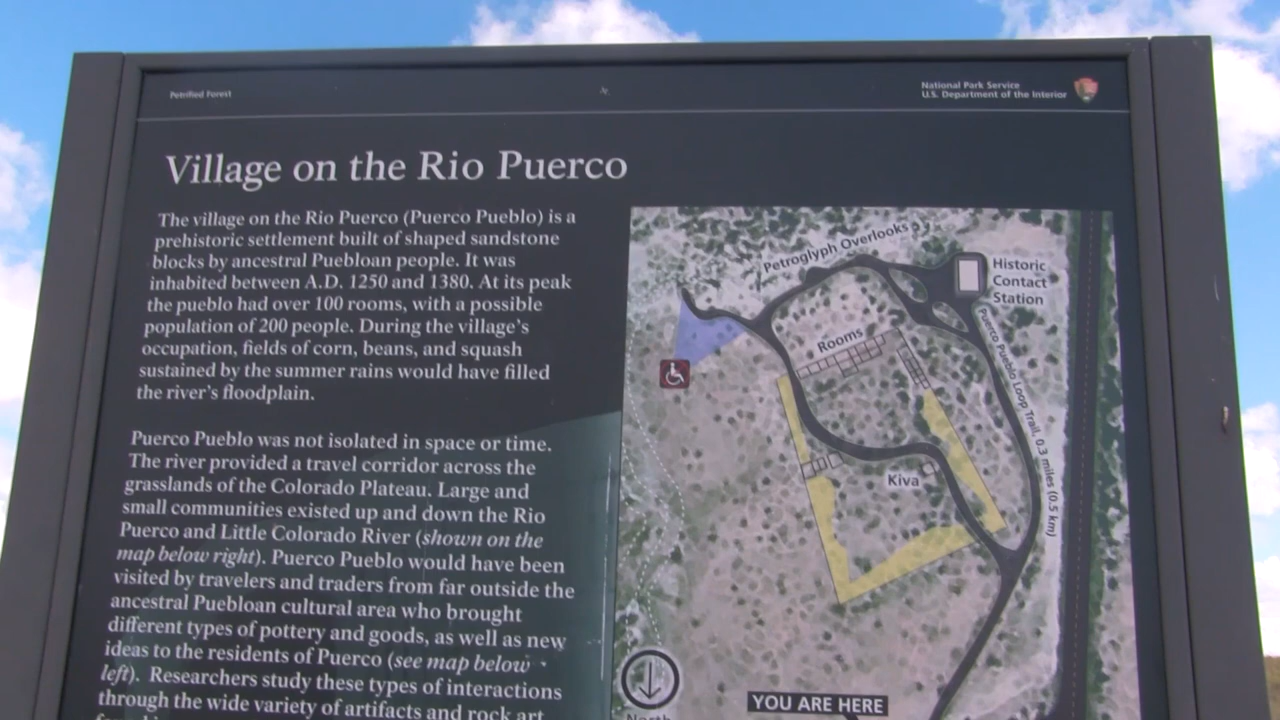 Petrified Forest
National Park Service
U.S. Department of the Interior
Village on the Rio Puerco
The village on the Rio Puerco (Puerco Pueblo) is a
prehistoric settlement built of shaped sandstone
blocks by ancestral Puebloan people. It was
inhabited between A.D. 1250 and 1380. At its peak
the pueblo had over 100 rooms, with a possible
population of 200 people. During the village's
occupation, fields of corn, beans, and squash
sustained by the summer rains would have filled
the river's floodplain.
Puerco Pueblo was not isolated in space or time.
The river provided a travel corridor across the
grasslands of the Colorado Plateau. Large and
small communities existed up and down the Rio
Puerco and Little Colorado River (shown on the
map below right). Puerco Pueblo would have been
visited by travelers and traders from far outside the
ancestral Puebloan cultural area who brought
different types of pottery and goods, as well as new
ideas to the residents of Puerco (see map below
left). Researchers study these types of interactions
through the wide variety of artifacts and rock art
Petroglyph Overlooks
Historic
Contact
Station
Rooms
Puerco Pueblo Loop Trail, 0.3 miles (0.5 km)
Kiva
North
YOU ARE HERE